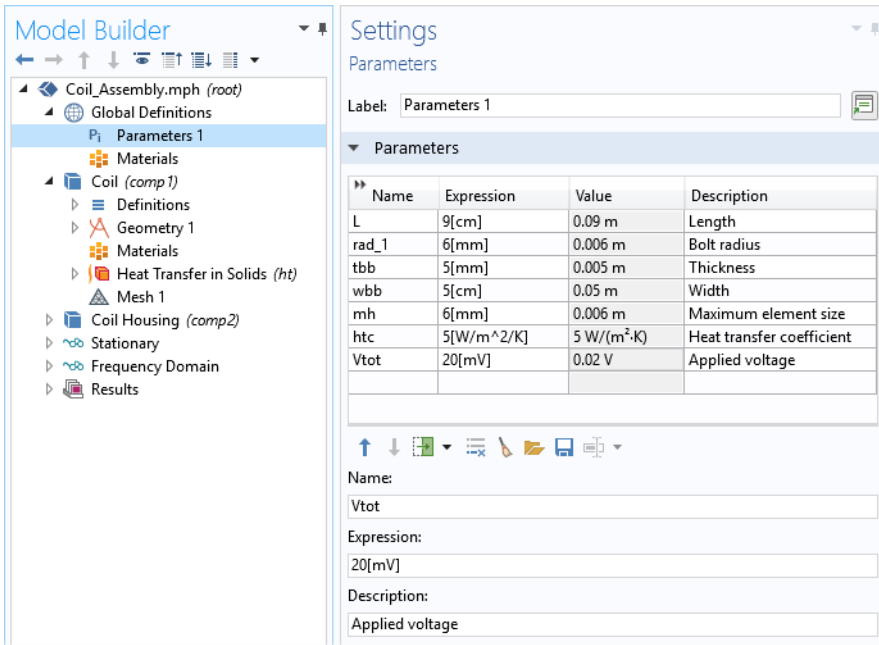 Model Builder
Coil_Assembly.mph (root)
Global Definitions
Pi Parameters 1
Materials
Coil (comp1)
Definitions
Geometry 1
Materials
Heat Transfer in Solids (ht)
Mesh 1
Coil Housing (comp2)
Stationary
Frequency Domain
Results
Settings
Parameters
Label: Parameters 1
Parameters
Name Expression Value Description
L 9[cm] 0.09 m Length
rad_1 6[mm] 0.006 m Bolt radius
tbb 5[mm] 0.005 m Thickness
wbb 5[cm] 0.05 m Width
mh 6[mm] 0.006 m Maximum element size
htc 5[W/m^2/K] 5 W/(m²·K) Heat transfer coefficient
Vtot 20[mV] 0.02 V Applied voltage
Name:
Vtot
Expression:
20[mV]
Description:
Applied voltage